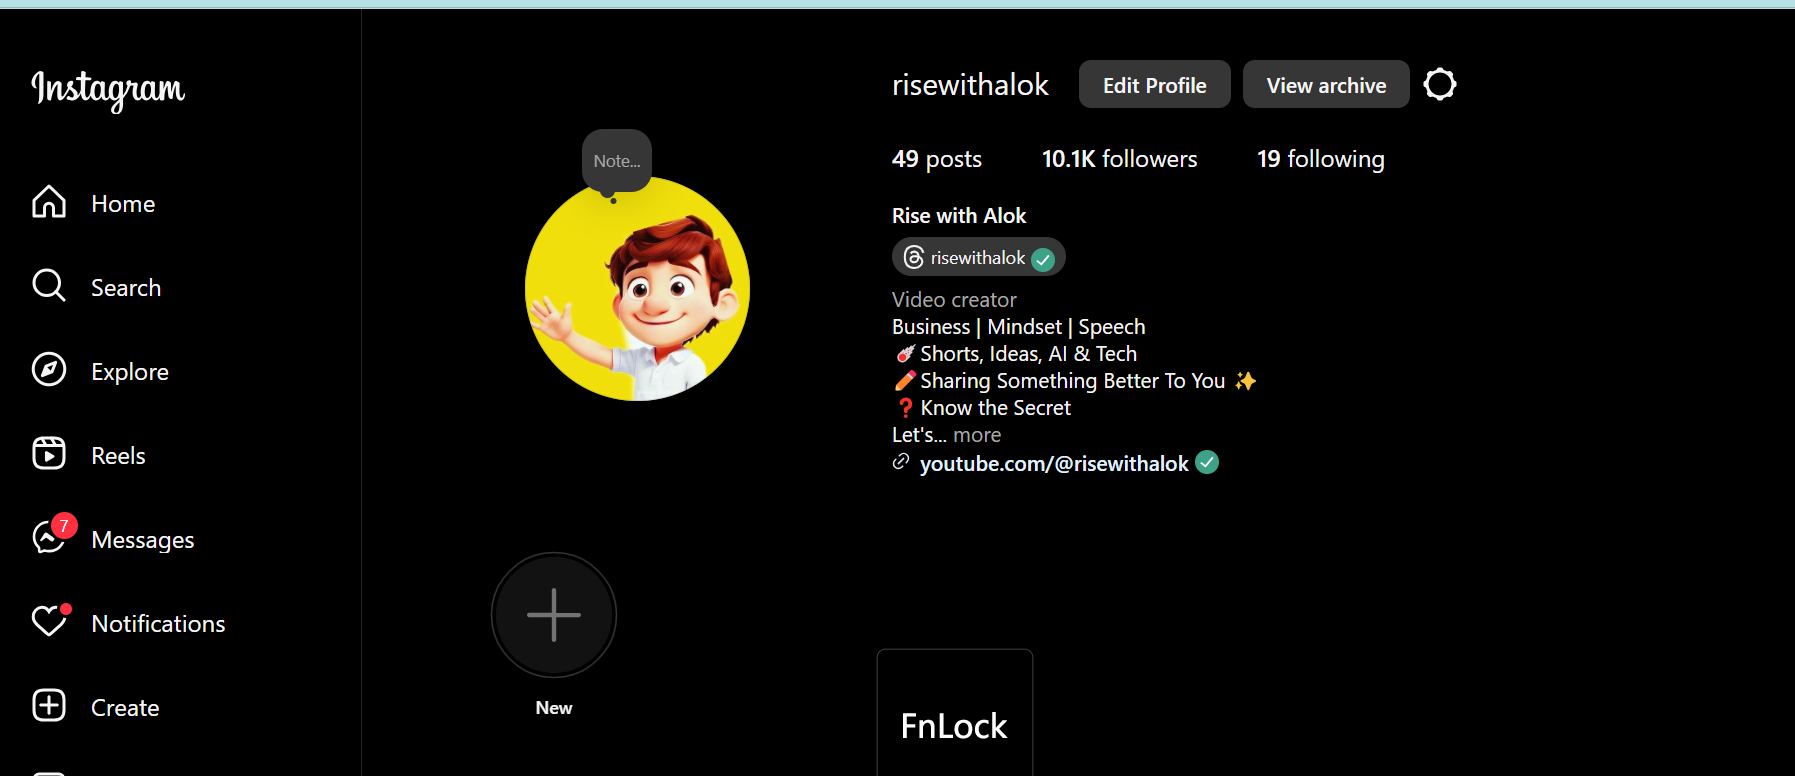 Instagram
Home
Search
Explore
Reels
7
Messages
Notifications
Create
Note...
New
risewithalok
Edit Profile
View archive
49 posts
10.1K followers
19 following
Rise with Alok
risewithalok
Video creator
Business | Mindset | Speech
☄️Shorts, Ideas, AI & Tech
✏️Sharing Something Better To You ✨
❓Know the Secret
Let's... more
youtube.com/@risewithalok
FnLock